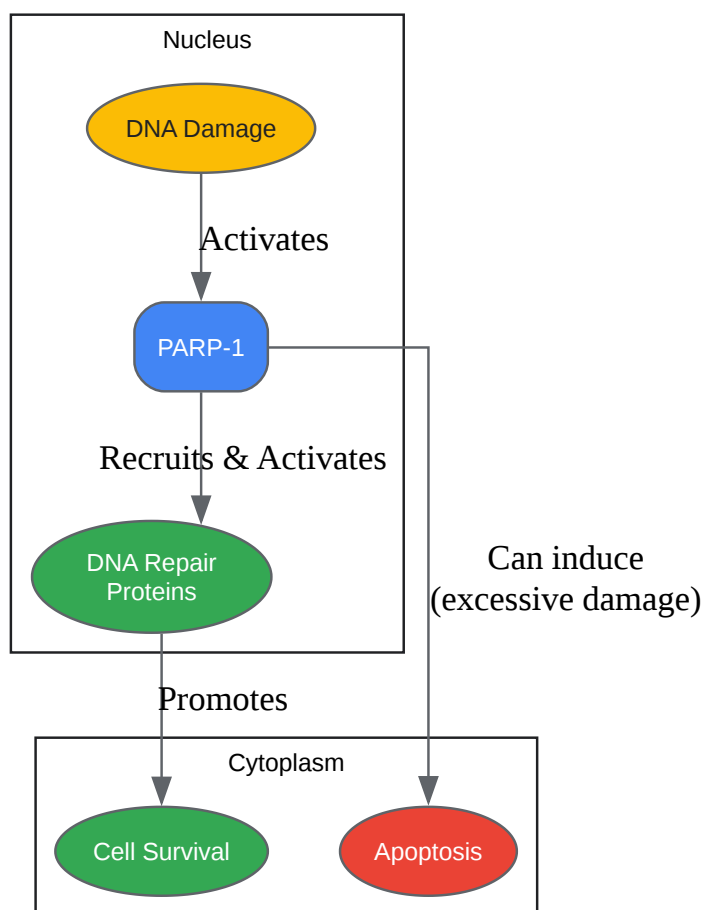 Nucleus
DNA Damage
Activates
PARP-1
Recruits & Activates
DNA Repair
Proteins
Can induce
(excessive damage)
Promotes
Cytoplasm
Cell Survival
Apoptosis